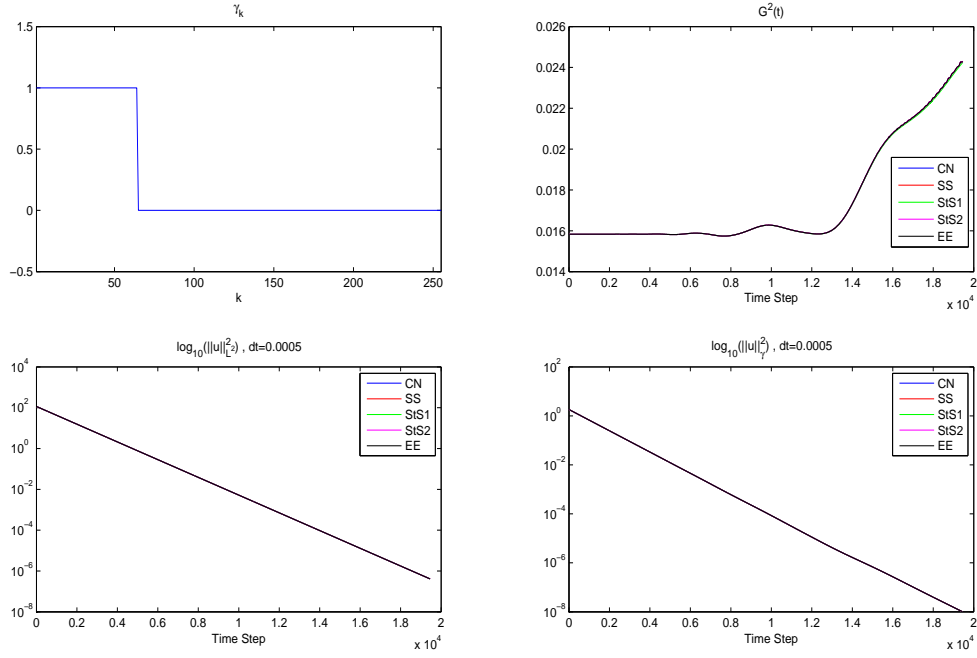 γk
1.5
1
0.5
0
−0.5
50
100
150
200
250
k
G²(t)
0.026
0.024
0.022
0.02
0.018
0.016
0.014
CN
SS
StS1
StS2
EE
0
0.2
0.4
0.6
0.8
1
1.2
1.4
1.6
1.8
2
Time Step
x 10⁴
log₁₀(||u||²_L²) , dt=0.0005
10⁴
10²
10⁰
10⁻²
10⁻⁴
10⁻⁶
10⁻⁸
CN
SS
StS1
StS2
EE
0
0.2
0.4
0.6
0.8
1
1.2
1.4
1.6
1.8
2
Time Step
x 10⁴
log₁₀(||u||²_γ) , dt=0.0005
10²
10⁰
10⁻²
10⁻⁴
10⁻⁶
10⁻⁸
CN
SS
StS1
StS2
EE
0
0.2
0.4
0.6
0.8
1
1.2
1.4
1.6
1.8
2
Time Step
x 10⁴